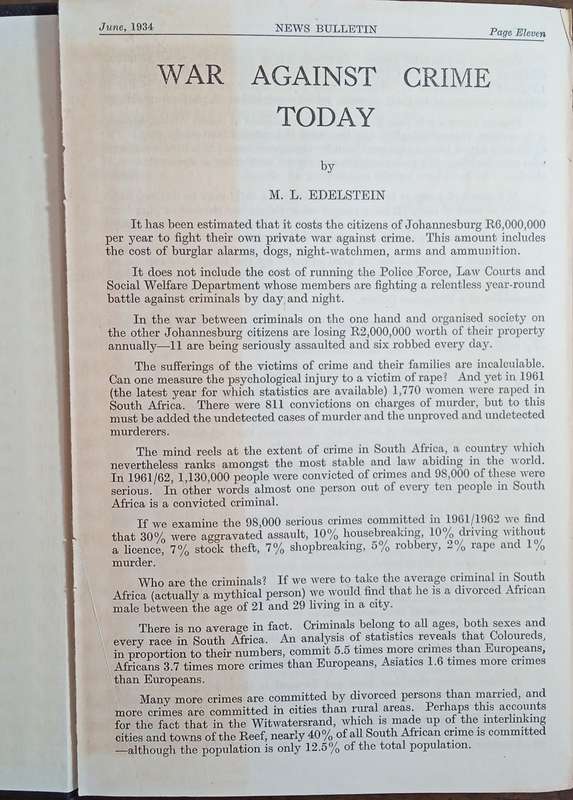 June, 1934
NEWS BULLETIN
Page Eleven
WAR AGAINST CRIME
TODAY
by
M. L. EDELSTEIN
It has been estimated that it costs the citizens of Johannesburg R6,000,000
per year to fight their own private war against crime. This amount includes
the cost of burglar alarms, dogs, night-watchmen, arms and ammunition.
It does not include the cost of running the Police Force, Law Courts and
Social Welfare Department whose members are fighting a relentless year-round
battle against criminals by day and night.
In the war between criminals on the one hand and organised society on
the other Johannesburg citizens are losing R2,000,000 worth of their property
annually—11 are being seriously assaulted and six robbed every day.
The sufferings of the victims of crime and their families are incalculable.
Can one measure the psychological injury to a victim of rape? And yet in 1961
(the latest year for which statistics are available) 1,770 women were raped in
South Africa. There were 811 convictions on charges of murder, but to this
must be added the undetected cases of murder and the unproved and undetected
murderers.
The mind reels at the extent of crime in South Africa, a country which
nevertheless ranks amongst the most stable and law abiding in the world.
In 1961/62, 1,130,000 people were convicted of crimes and 98,000 of these were
serious. In other words almost one person out of every ten people in South
Africa is a convicted criminal.
If we examine the 98,000 serious crimes committed in 1961/1962 we find
that 30% were aggravated assault, 10% housebreaking, 10% driving without
a licence, 7% stock theft, 7% shopbreaking, 5% robbery, 2% rape and 1%
murder.
Who are the criminals? If we were to take the average criminal in South
Africa (actually a mythical person) we would find that he is a divorced African
male between the age of 21 and 29 living in a city.
There is no average in fact. Criminals belong to all ages, both sexes and
every race in South Africa. An analysis of statistics reveals that Coloureds,
in proportion to their numbers, commit 5.5 times more crimes than Europeans,
Africans 3.7 times more crimes than Europeans, Asiatics 1.6 times more crimes
than Europeans.
Many more crimes are committed by divorced persons than married, and
more crimes are committed in cities than rural areas. Perhaps this accounts
for the fact that in the Witwatersrand, which is made up of the interlinking
cities and towns of the Reef, nearly 40% of all South African crime is committed
—although the population is only 12.5% of the total population.